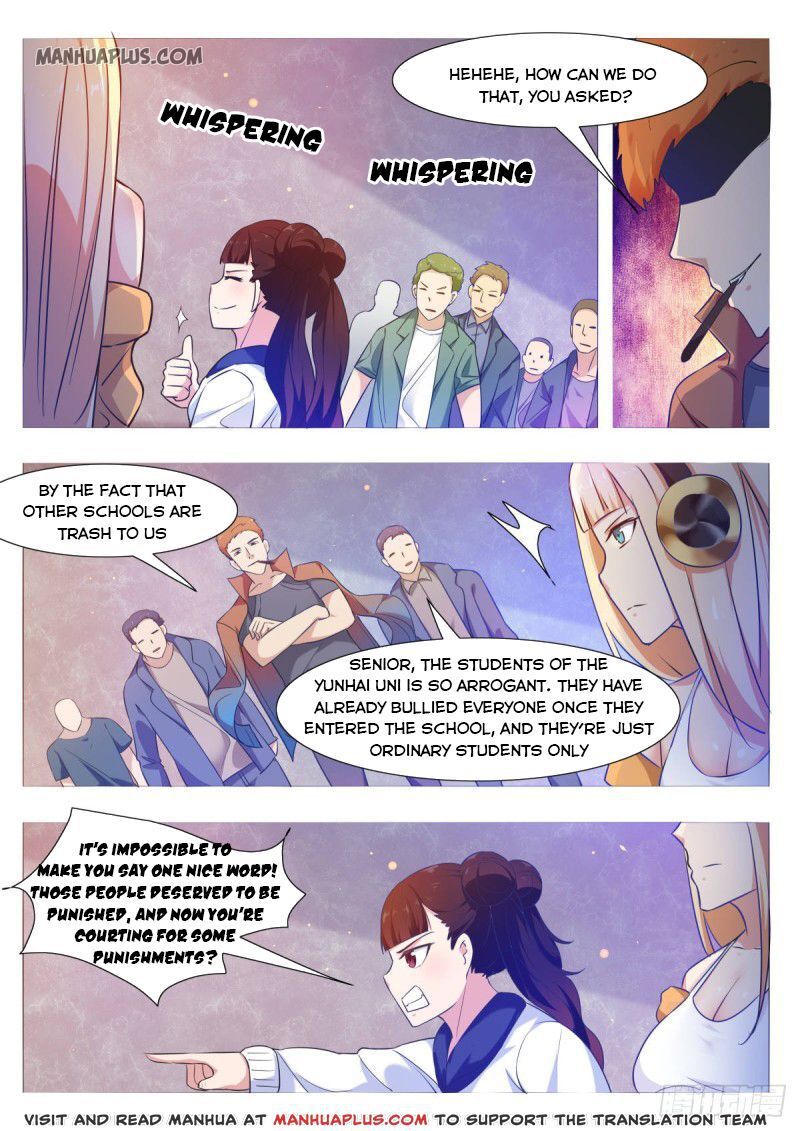 MANHUAPLUS.COM
HEHEHE, HOW CAN WE DO
THAT, YOU ASKED?
WHISPERING
WHISPERING
BY THE FACT THAT
OTHER SCHOOLS ARE
TRASH TO US
SENIOR, THE STUDENTS OF THE
YUNHAI UNI IS SO ARROGANT. THEY HAVE
ALREADY BULLIED EVERYONE ONCE THEY
ENTERED THE SCHOOL, AND THEY'RE JUST
ORDINARY STUDENTS ONLY
IT'S IMPOSSIBLE TO
MAKE YOU SAY ONE NICE WORD!
THOSE PEOPLE DESERVED TO BE
PUNISHED, AND NOW YOU'RE
COURTING FOR SOME
PUNISHMENTS?
VISIT AND READ MANHUA AT MANHUAPLUS.COM TO SUPPORT THE TRANSLATION TEAM